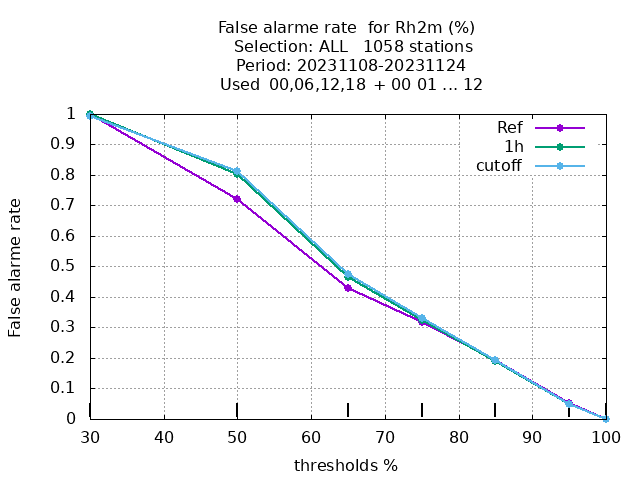 False alarme rate  for Rh2m (%)
Selection: ALL   1058 stations
Period: 20231108-20231124
Used  00,06,12,18  + 00 01 ... 12
Ref
1h
cutoff
1
0.9
0.8
0.7
0.6
0.5
0.4
0.3
0.2
0.1
0
False alarme rate
30 40 50 60 70 80 90 100
thresholds %